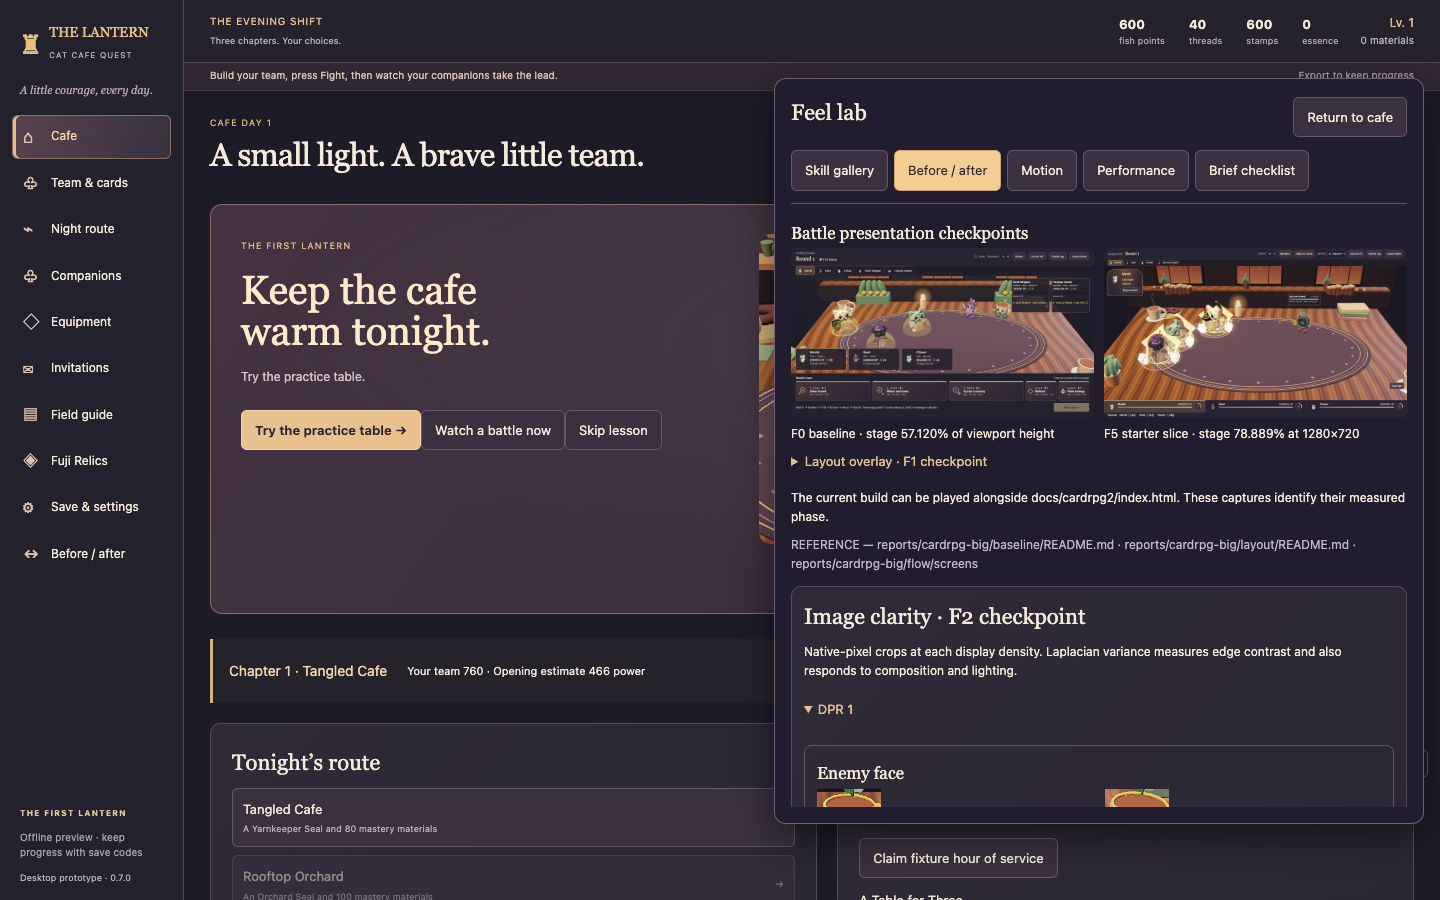 THE LANTERN
CAT CAFE QUEST
A little courage, every day.
Cafe
Team & cards
Night route
Companions
Equipment
Invitations
Field guide
Fuji Relics
Save & settings
Before / after
THE FIRST LANTERN
Offline preview · keep
progress with save codes
Desktop prototype · 0.7.0
THE EVENING SHIFT
Three chapters. Your choices.
600
fish points
40
threads
600
stamps
0
essence
Lv. 1
0 materials
Build your team, press Fight, then watch your companions take the lead.
Export to keep progress
CAFE DAY 1
A small light. A brave little team.
THE FIRST LANTERN
Keep the cafe
warm tonight.
Try the practice table.
Try the practice table →
Watch a battle now
Skip lesson
Chapter 1 · Tangled Cafe
Your team 760 · Opening estimate 466 power
Tonight’s route
Tangled Cafe
A Yarnkeeper Seal and 80 mastery materials
Rooftop Orchard
→
An Orchard Seal and 100 mastery materials
Feel lab
Return to cafe
Skill gallery
Before / after
Motion
Performance
Brief checklist
Battle presentation checkpoints
Round 1
F0 baseline · stage 57.120% of viewport height
F5 starter slice · stage 78.889% at 1280×720
Layout overlay · F1 checkpoint
The current build can be played alongside docs/cardrpg2/index.html. These captures identify their measured
phase.
REFERENCE — reports/cardrpg-big/baseline/README.md · reports/cardrpg-big/layout/README.md ·
reports/cardrpg-big/flow/screens
Image clarity · F2 checkpoint
Native-pixel crops at each display density. Laplacian variance measures edge contrast and also
responds to composition and lighting.
DPR 1
Enemy face
Claim fixture hour of service
A Table for Three